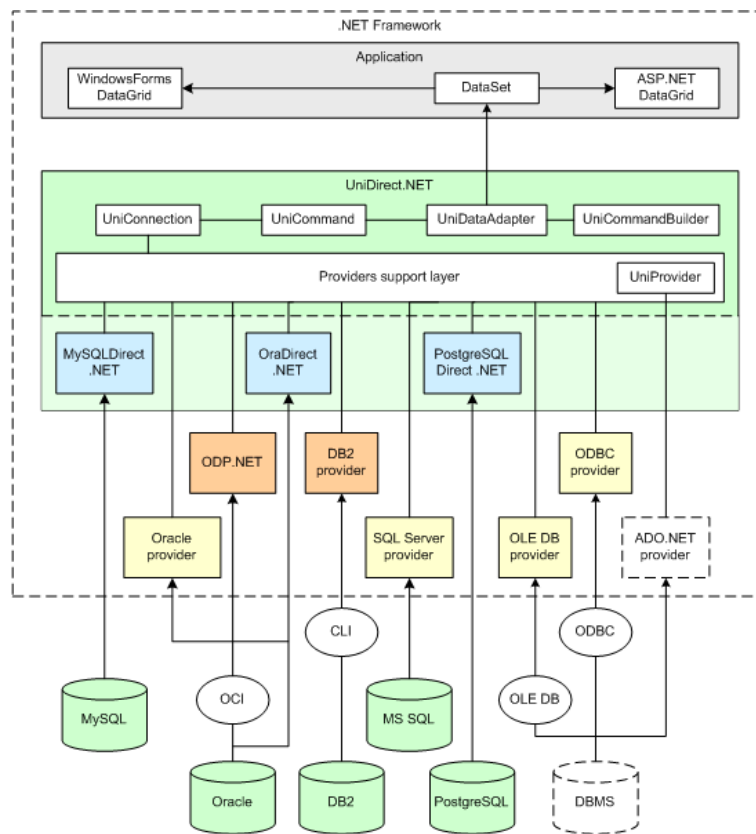 .NET Framework
Application
WindowsForms
DataGrid
DataSet
ASP.NET
DataGrid
UniDirect.NET
UniConnection
UniCommand
UniDataAdapter
UniCommandBuilder
Providers support layer
UniProvider
MySQLDirect
.NET
OraDirect
.NET
PostgreSQL
Direct .NET
ODP.NET
DB2
provider
ODBC
provider
Oracle
provider
SQL Server
provider
OLE DB
provider
ADO.NET
provider
CLI
ODBC
OCI
OLE DB
MySQL
MS SQL
Oracle
DB2
PostgreSQL
DBMS